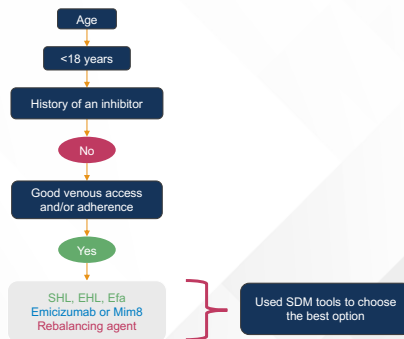 Age
<18 years
History of an inhibitor
No
Good venous access
and/or adherence
Yes
SHL, EHL, Efa
Emicizumab or Mim8
Rebalancing agent
Used SDM tools to choose
the best option